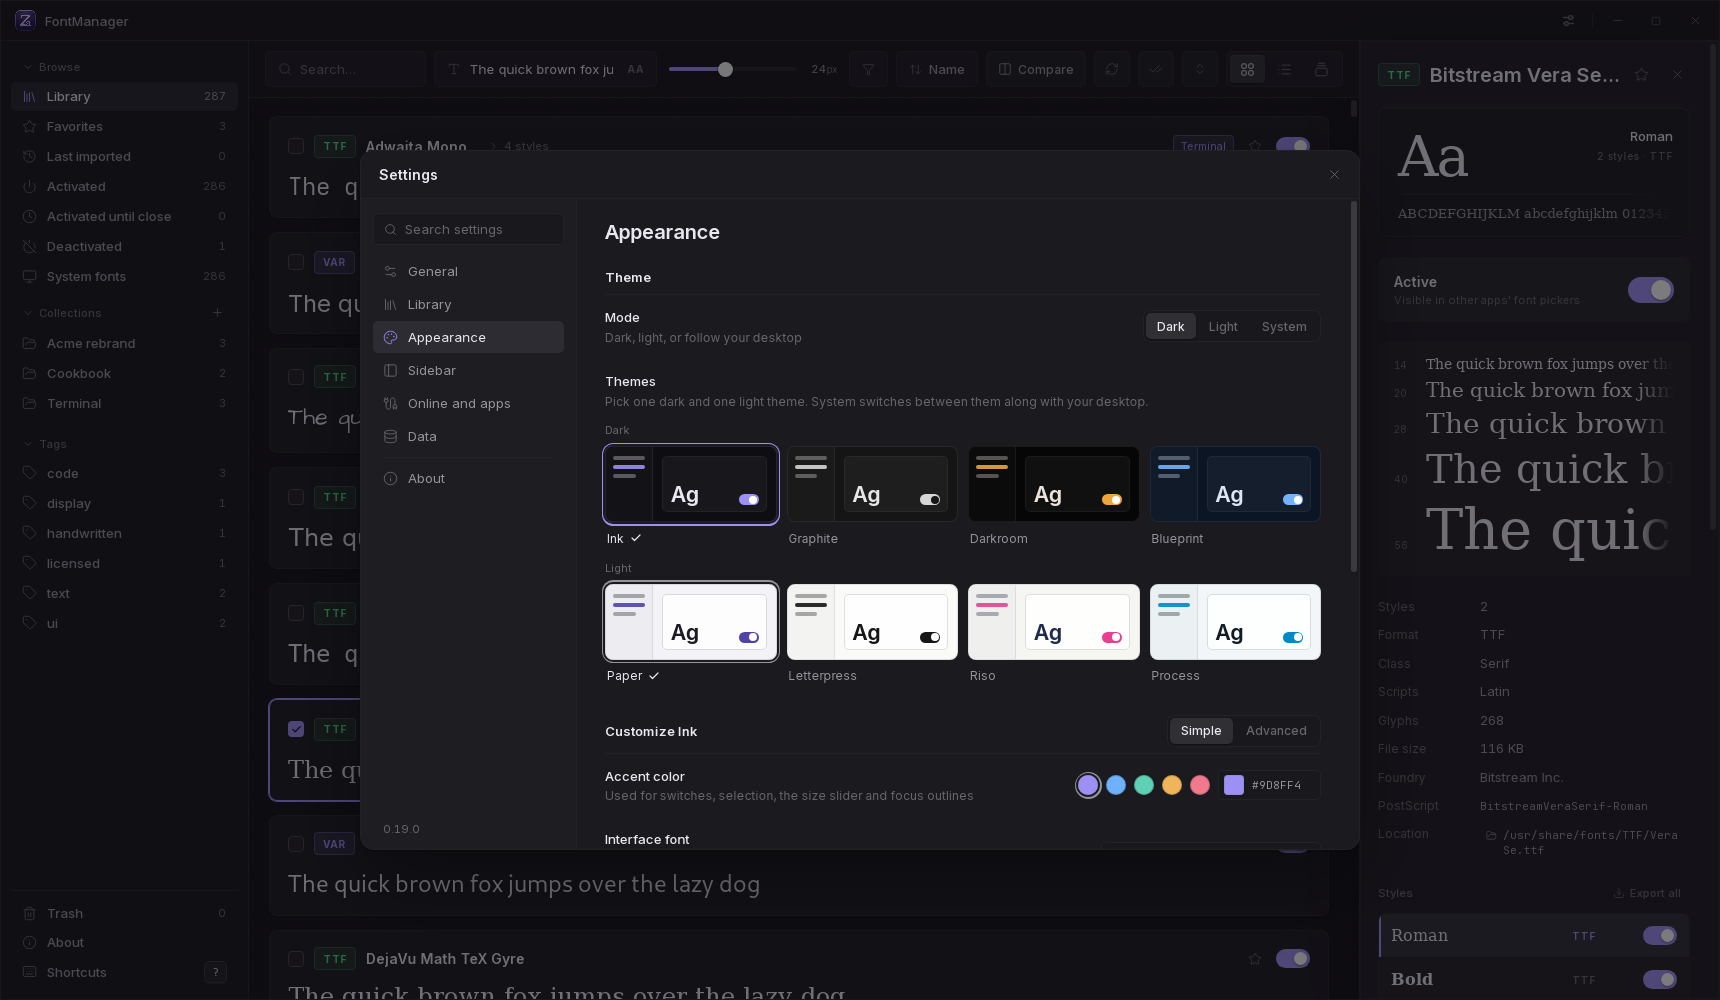 FontManager
Browse
Library 287
Favorites 3
Last imported 0
Activated 286
Activated until close 0
Deactivated 1
System fonts 286
Collections
Acme rebrand 3
Cookbook 2
Terminal 3
Tags
code 3
display 1
handwritten 1
licensed 1
text 2
ui 2
Trash 0
About
Shortcuts ?
Search...
The quick brown fox ju AA
24px
Name
Compare
TTF Adwaita Mono 4 styles Terminal
The q
VAR
The qu
TTF
The qu
TTF
The qu
TTF
The q
TTF
The qu
VAR
The quick brown fox jumps over the lazy dog
TTF DejaVu Math TeX Gyre
The quick brown fox jumps over the lazy dog
Settings
Search settings
General
Library
Appearance
Sidebar
Online and apps
Data
About
0.19.0
Appearance
Theme
Mode
Dark, light, or follow your desktop
Dark Light System
Themes
Pick one dark and one light theme. System switches between them along with your desktop.
Dark
Ag Ag Ag Ag
Ink Graphite Darkroom Blueprint
Light
Ag Ag Ag Ag
Paper Letterpress Riso Process
Customize Ink
Simple Advanced
Accent color
Used for switches, selection, the size slider and focus outlines
#9D8FF4
Interface font
TTF Bitstream Vera Se...
Aa
Roman
2 styles · TTF
ABCDEFGHIJKLM abcdefghijklm 01234
Active
Visible in other apps' font pickers
14 The quick brown fox jumps over th
20 The quick brown fox jum
28 The quick brown
40 The quick br
56 The quic
Styles 2
Format TTF
Class Serif
Scripts Latin
Glyphs 268
File size 116 KB
Foundry Bitstream Inc.
PostScript BitstreamVeraSerif-Roman
Location /usr/share/fonts/TTF/Vera
Se.ttf
Styles Export all
Roman TTF
Bold TTF